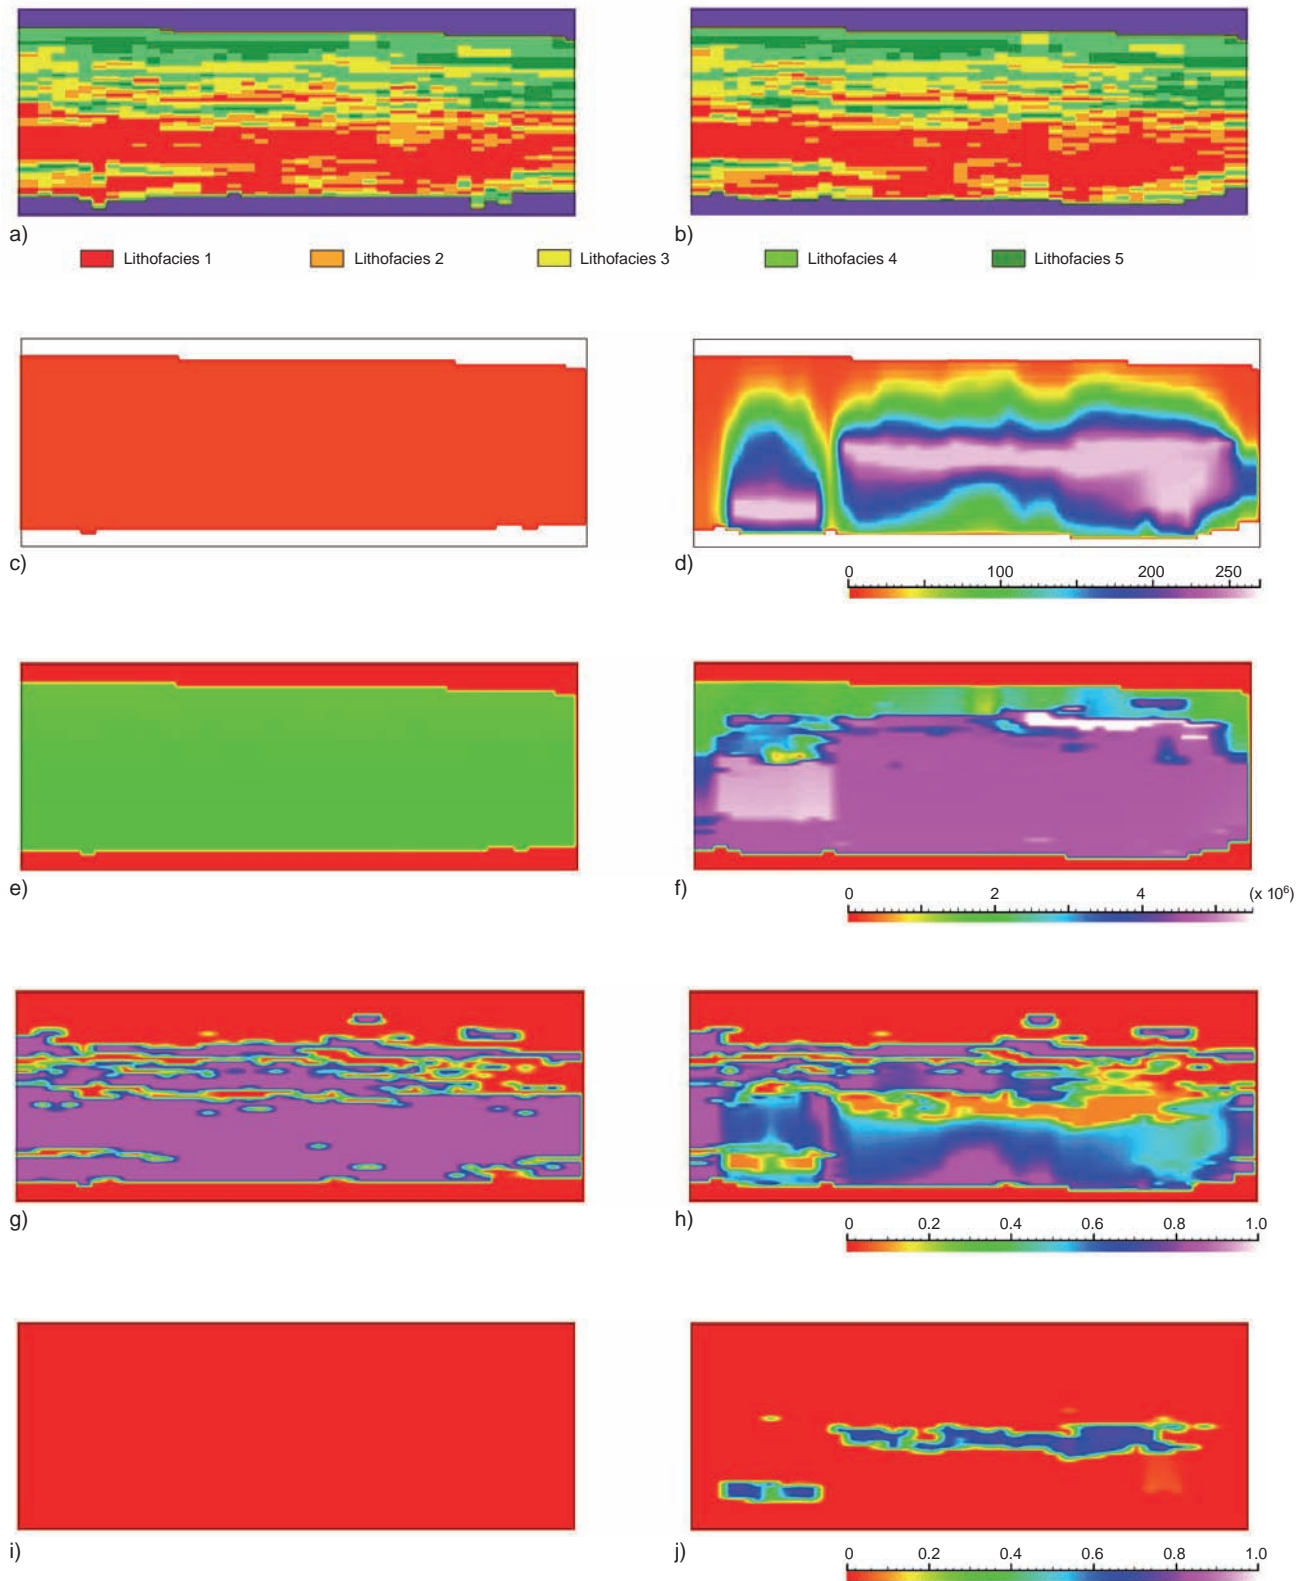 a)
b)
Lithofacies 1
Lithofacies 2
Lithofacies 3
Lithofacies 4
Lithofacies 5
c)
d)
0 100 200 250
e)
f)
0 2 4 (x 10⁶)
g)
h)
0 0.2 0.4 0.6 0.8 1.0
i)
j)
0 0.2 0.4 0.6 0.8 1.0